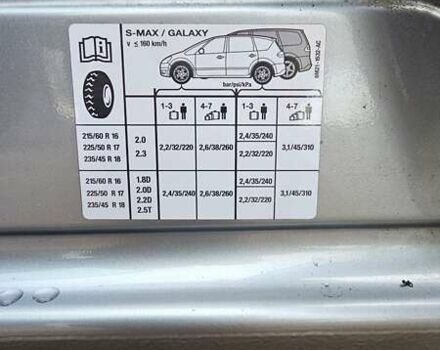 S-MAX / GALAXY
v ≤ 160 km/h
bar/psi/kPa
6M21-1532-AC
1-3 4-7 1-3 4-7
215/60 R 16
225/50 R 17
235/45 R 18
2.0
2.3
2,2/32/220 2,6/38/260 2,4/35/240
2,2/32/220 3,1/45/310
215/60 R 16
225/50 R 17
235/45 R 18
1.8D
2.0D
2.2D
2.5T
2,4/35/240 2,6/38/260 2,4/35/240
2,2/32/220 3,1/45/310